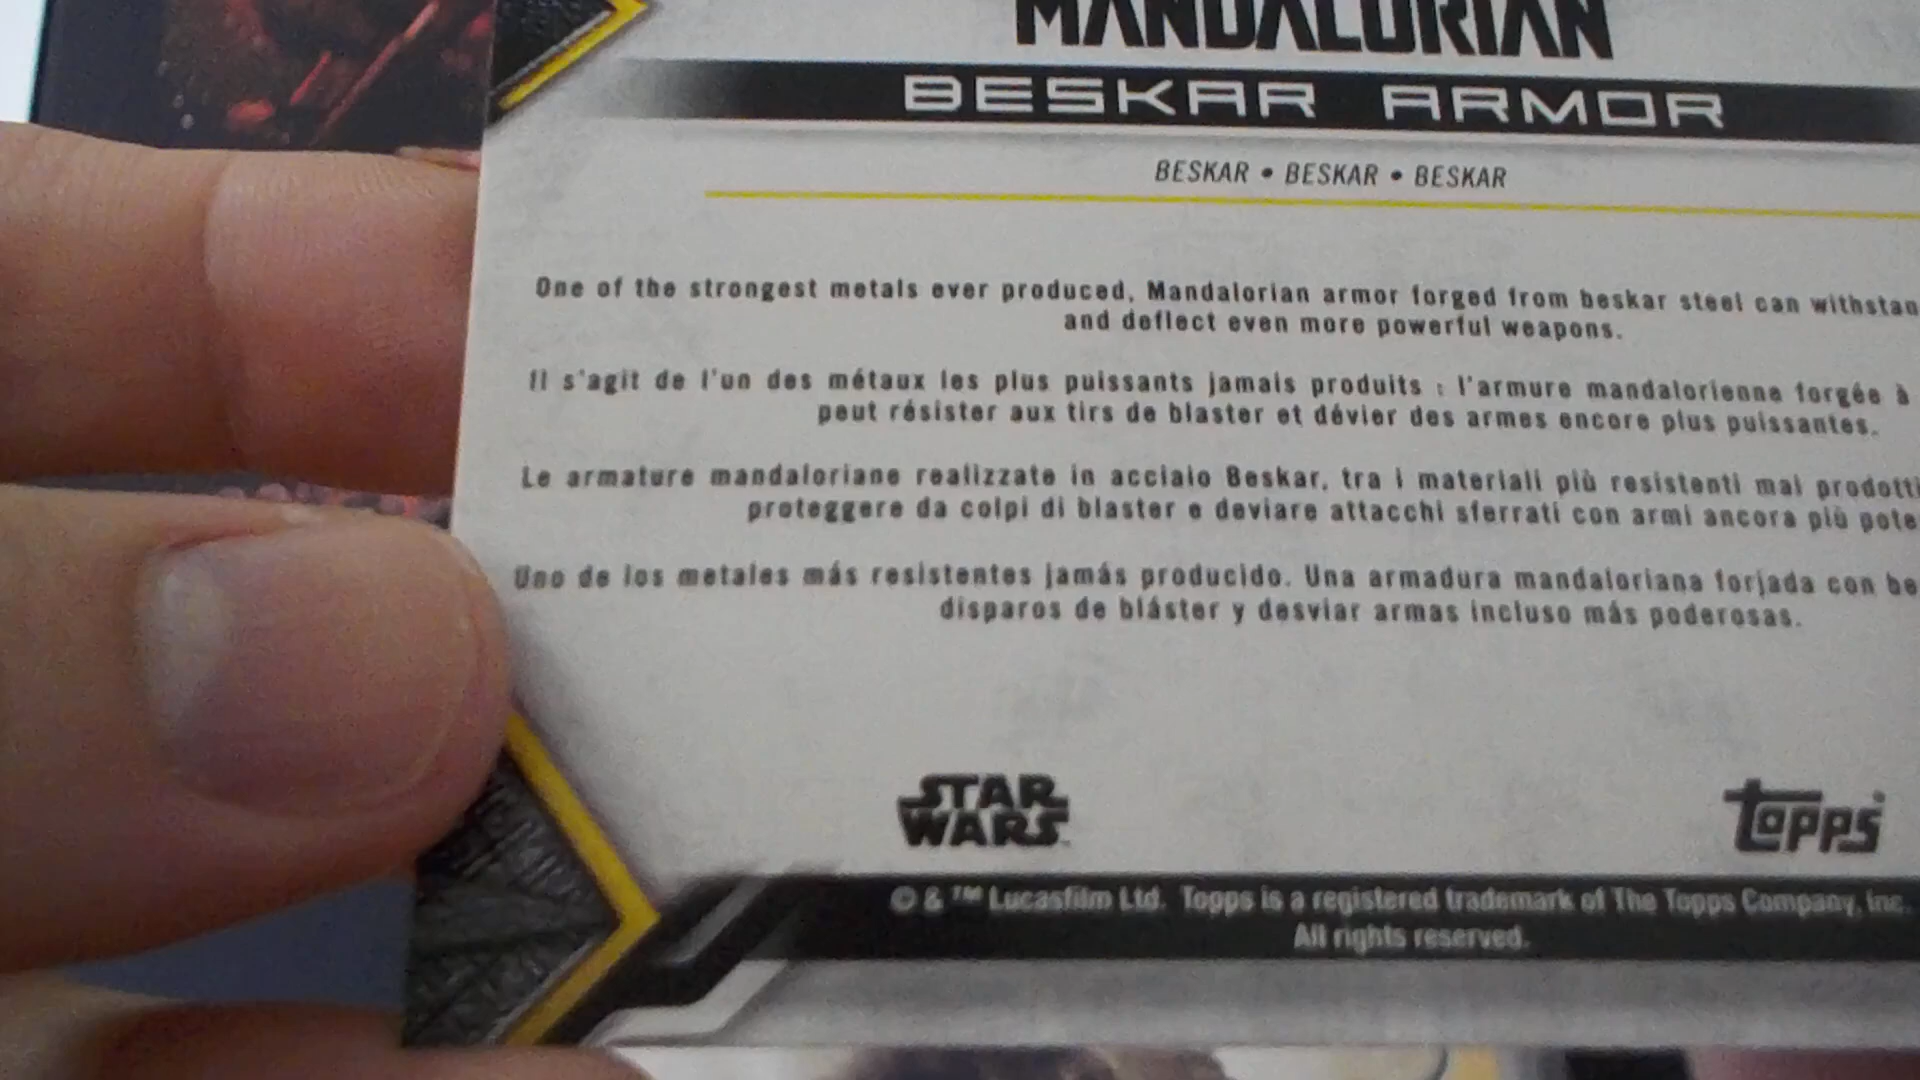 MANDALORIAN
BESKAR ARMOR
BESKAR • BESKAR • BESKAR
One of the strongest metals ever produced, Mandalorian armor forged from beskar steel can withstan
and deflect even more powerful weapons.
Il s'agit de l'un des métaux les plus puissants jamais produits : l'armure mandalorienne forgée à
peut résister aux tirs de blaster et dévier des armes encore plus puissantes.
Le armature mandaloriane realizzate in acciaio Beskar, tra i materiali più resistenti mai prodotti
proteggere da colpi di blaster e deviare attacchi sferrati con armi ancora più pote
Uno de los metales más resistentes jamás producido. Una armadura mandaloriana forjada con be
disparos de bláster y desviar armas incluso más poderosas.
STAR
WARS
topps
© & ™ Lucasfilm Ltd. Topps is a registered trademark of The Topps Company, Inc.
All rights reserved.